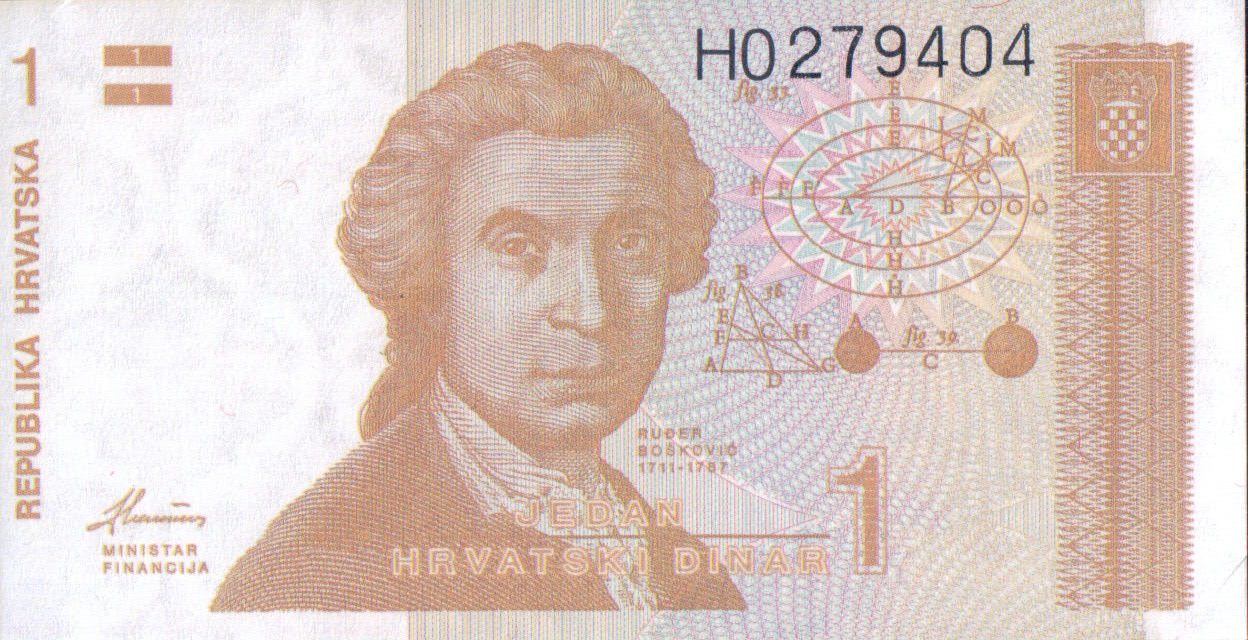 H0279404
1
1
1
REPUBLIKA HRVATSKA
fig 37.
E
E
E
I M
C I M
L L
C
F F F
A D B O O O
H
H
H
B
fig 38.
E
F C H
A D G
A B
fig 39.
C
RUĐER
BOŠKOVIĆ
1711-1787
1
JEDAN
HRVATSKI DINAR
MINISTAR
FINANCIJA